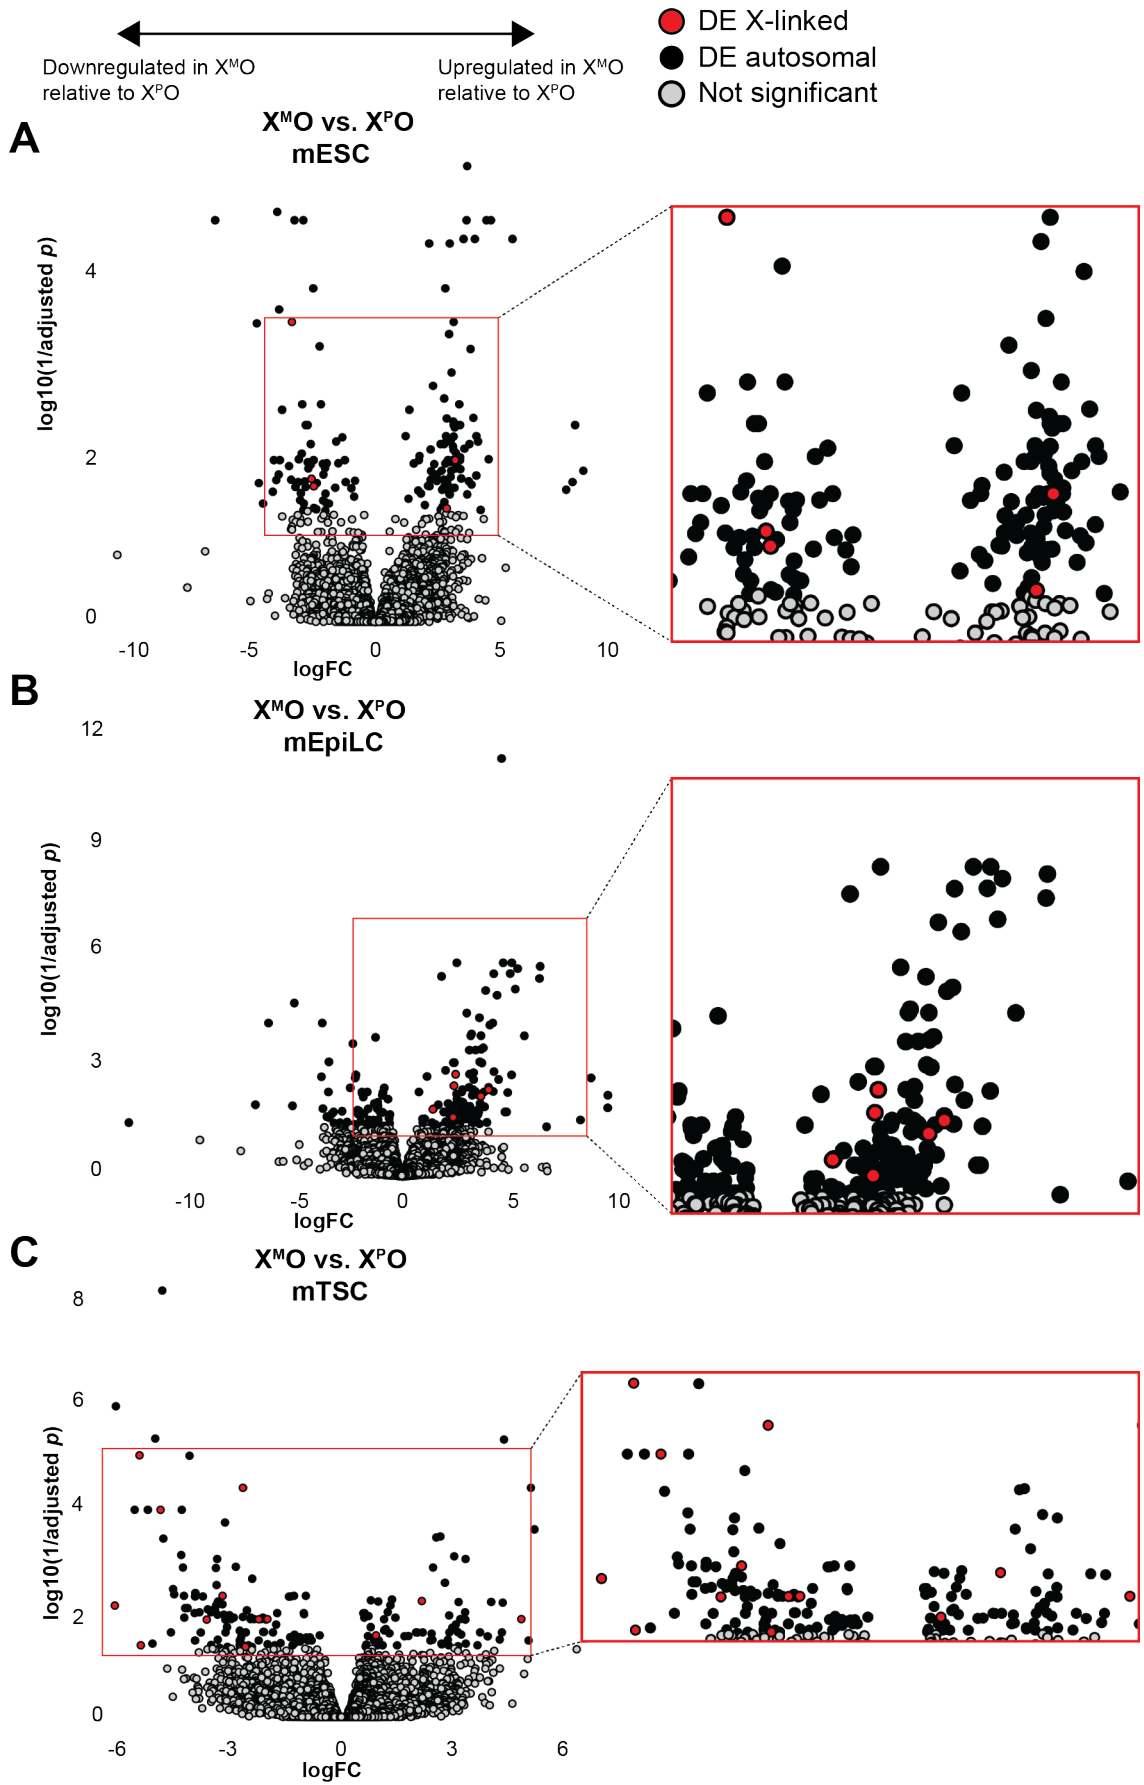 DE X-linked
DE autosomal
Not significant
Downregulated in XᴹO
relative to XᴾO
Upregulated in XᴹO
relative to XᴾO
A
XᴹO vs. XᴾO
mESC
log10(1/adjusted p)
4
2
0
-10 -5 0 5 10
logFC
B
XᴹO vs. XᴾO
mEpiLC
log10(1/adjusted p)
12
9
6
3
0
-10 -5 0 5 10
logFC
C
XᴹO vs. XᴾO
mTSC
log10(1/adjusted p)
8
6
4
2
0
-6 -3 0 3 6
logFC